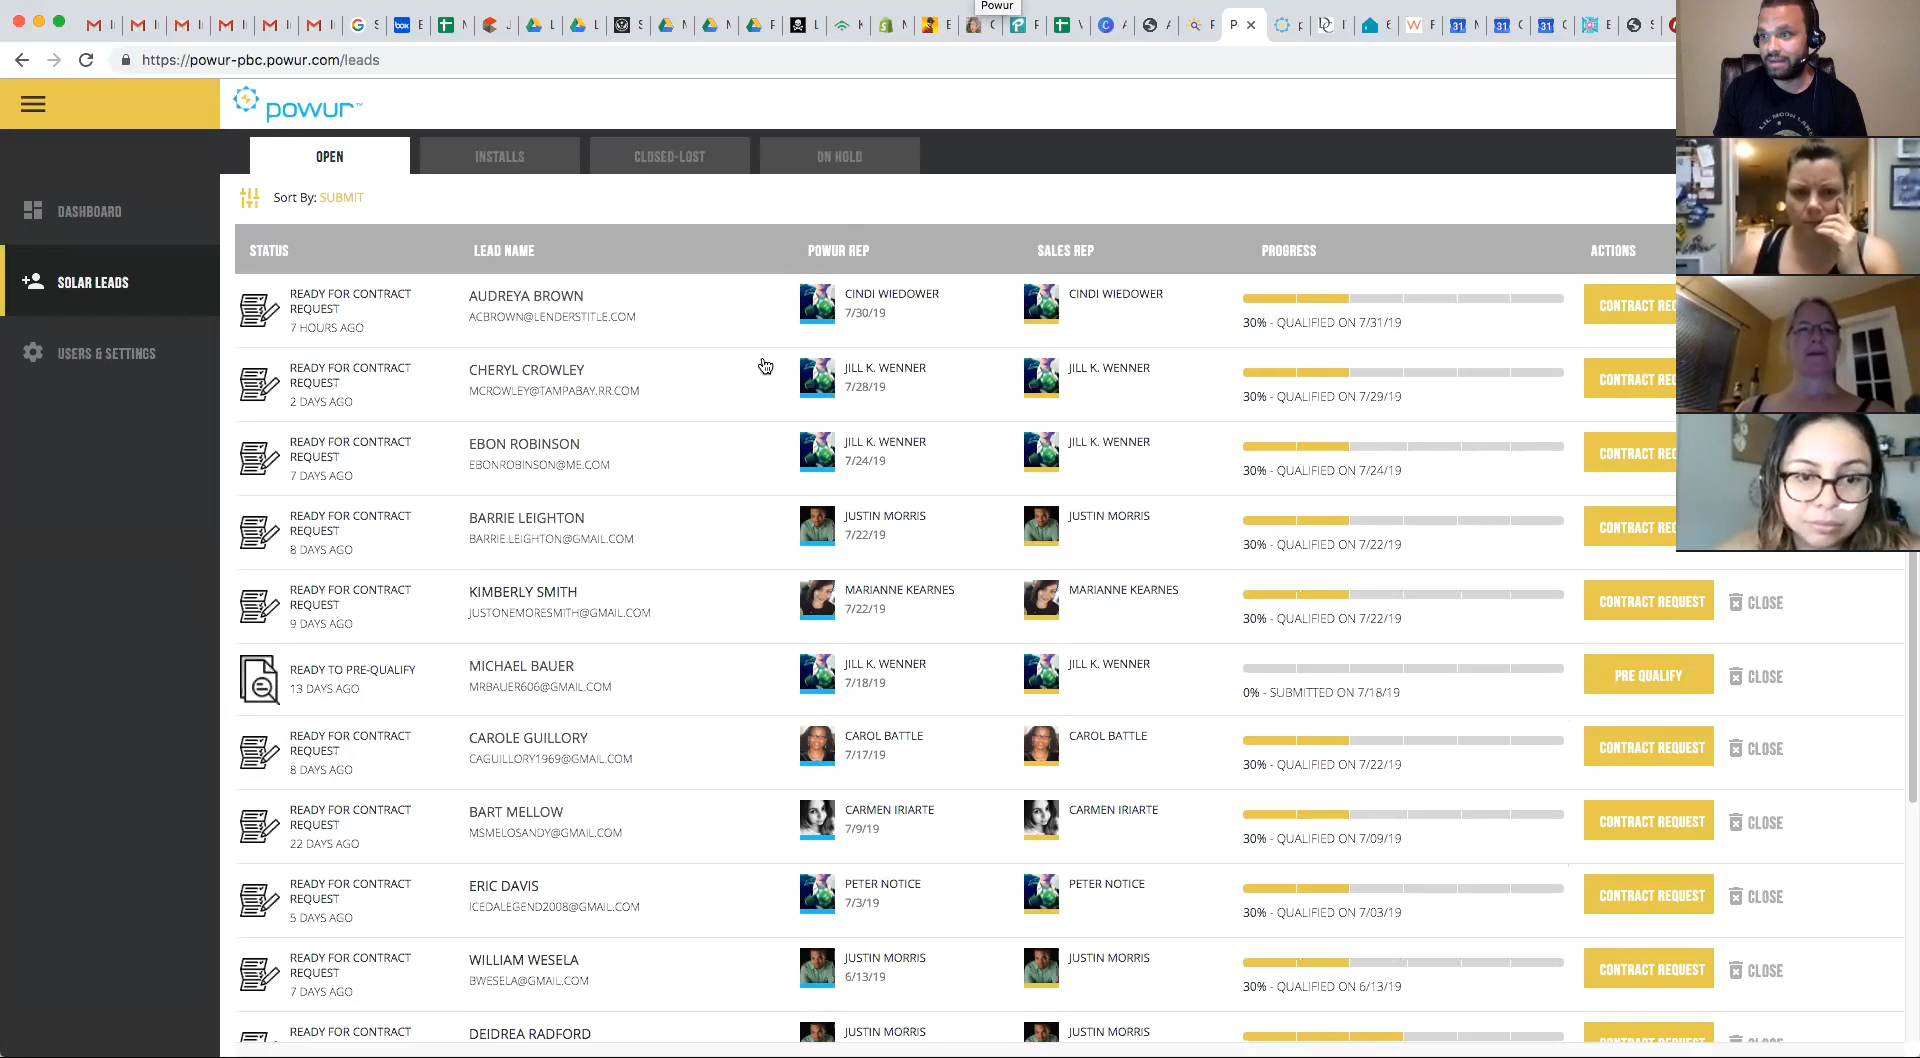 Powur
https://powur-pbc.powur.com/leads
powur™
OPEN
INSTALLS
CLOSED-LOST
ON HOLD
Sort By: SUBMIT
DASHBOARD
SOLAR LEADS
USERS & SETTINGS
STATUS LEAD NAME POWUR REP SALES REP PROGRESS ACTIONS
READY FOR CONTRACT
REQUEST
7 HOURS AGO
AUDREYA BROWN
ACBROWN@LENDERSTITLE.COM
CINDI WIEDOWER
7/30/19
CINDI WIEDOWER
30% - QUALIFIED ON 7/31/19
CONTRACT REQ
READY FOR CONTRACT
REQUEST
2 DAYS AGO
CHERYL CROWLEY
MCROWLEY@TAMPABAY.RR.COM
JILL K. WENNER
7/28/19
JILL K. WENNER
30% - QUALIFIED ON 7/29/19
CONTRACT REQ
READY FOR CONTRACT
REQUEST
7 DAYS AGO
EBON ROBINSON
EBONROBINSON@ME.COM
JILL K. WENNER
7/24/19
JILL K. WENNER
30% - QUALIFIED ON 7/24/19
CONTRACT REQ
READY FOR CONTRACT
REQUEST
8 DAYS AGO
BARRIE LEIGHTON
BARRIE.LEIGHTON@GMAIL.COM
JUSTIN MORRIS
7/22/19
JUSTIN MORRIS
30% - QUALIFIED ON 7/22/19
CONTRACT REQ
READY FOR CONTRACT
REQUEST
9 DAYS AGO
KIMBERLY SMITH
JUSTONEMORESMITH@GMAIL.COM
MARIANNE KEARNES
7/22/19
MARIANNE KEARNES
30% - QUALIFIED ON 7/22/19
CONTRACT REQUEST
CLOSE
READY TO PRE-QUALIFY
13 DAYS AGO
MICHAEL BAUER
MRBAUER606@GMAIL.COM
JILL K. WENNER
7/18/19
JILL K. WENNER
0% - SUBMITTED ON 7/18/19
PRE QUALIFY
CLOSE
READY FOR CONTRACT
REQUEST
8 DAYS AGO
CAROLE GUILLORY
CAGUILLORY1969@GMAIL.COM
CAROL BATTLE
7/17/19
CAROL BATTLE
30% - QUALIFIED ON 7/22/19
CONTRACT REQUEST
CLOSE
READY FOR CONTRACT
REQUEST
22 DAYS AGO
BART MELLOW
MSMELOSANDY@GMAIL.COM
CARMEN IRIARTE
7/9/19
CARMEN IRIARTE
30% - QUALIFIED ON 7/09/19
CONTRACT REQUEST
CLOSE
READY FOR CONTRACT
REQUEST
5 DAYS AGO
ERIC DAVIS
ICEDALEGEND2008@GMAIL.COM
PETER NOTICE
7/3/19
PETER NOTICE
30% - QUALIFIED ON 7/03/19
CONTRACT REQUEST
CLOSE
READY FOR CONTRACT
REQUEST
7 DAYS AGO
WILLIAM WESELA
BWESELA@GMAIL.COM
JUSTIN MORRIS
6/13/19
JUSTIN MORRIS
30% - QUALIFIED ON 6/13/19
CONTRACT REQUEST
CLOSE
READY FOR CONTRACT
DEIDREA RADFORD
JUSTIN MORRIS
JUSTIN MORRIS